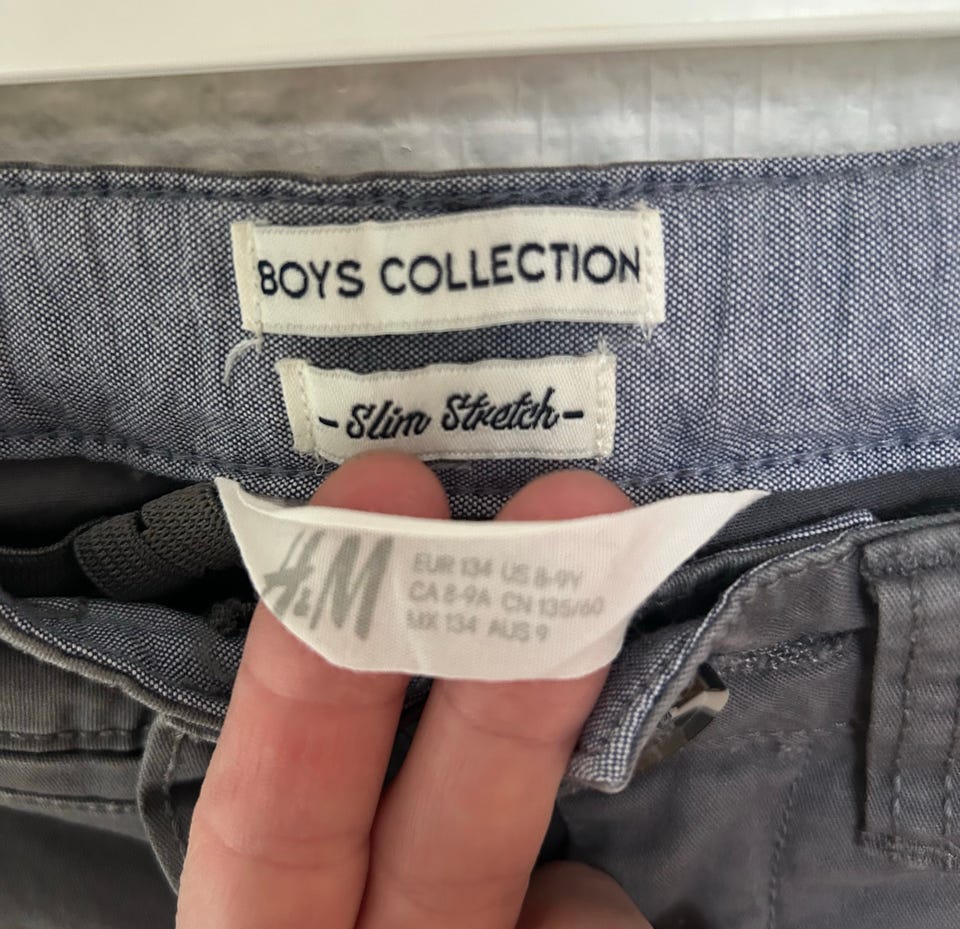 BOYS COLLECTION
-Slim Stretch-
H&M
EUR 134 US 8-9Y
CA 8-9A CN 135/60
MX 134 AUS 9